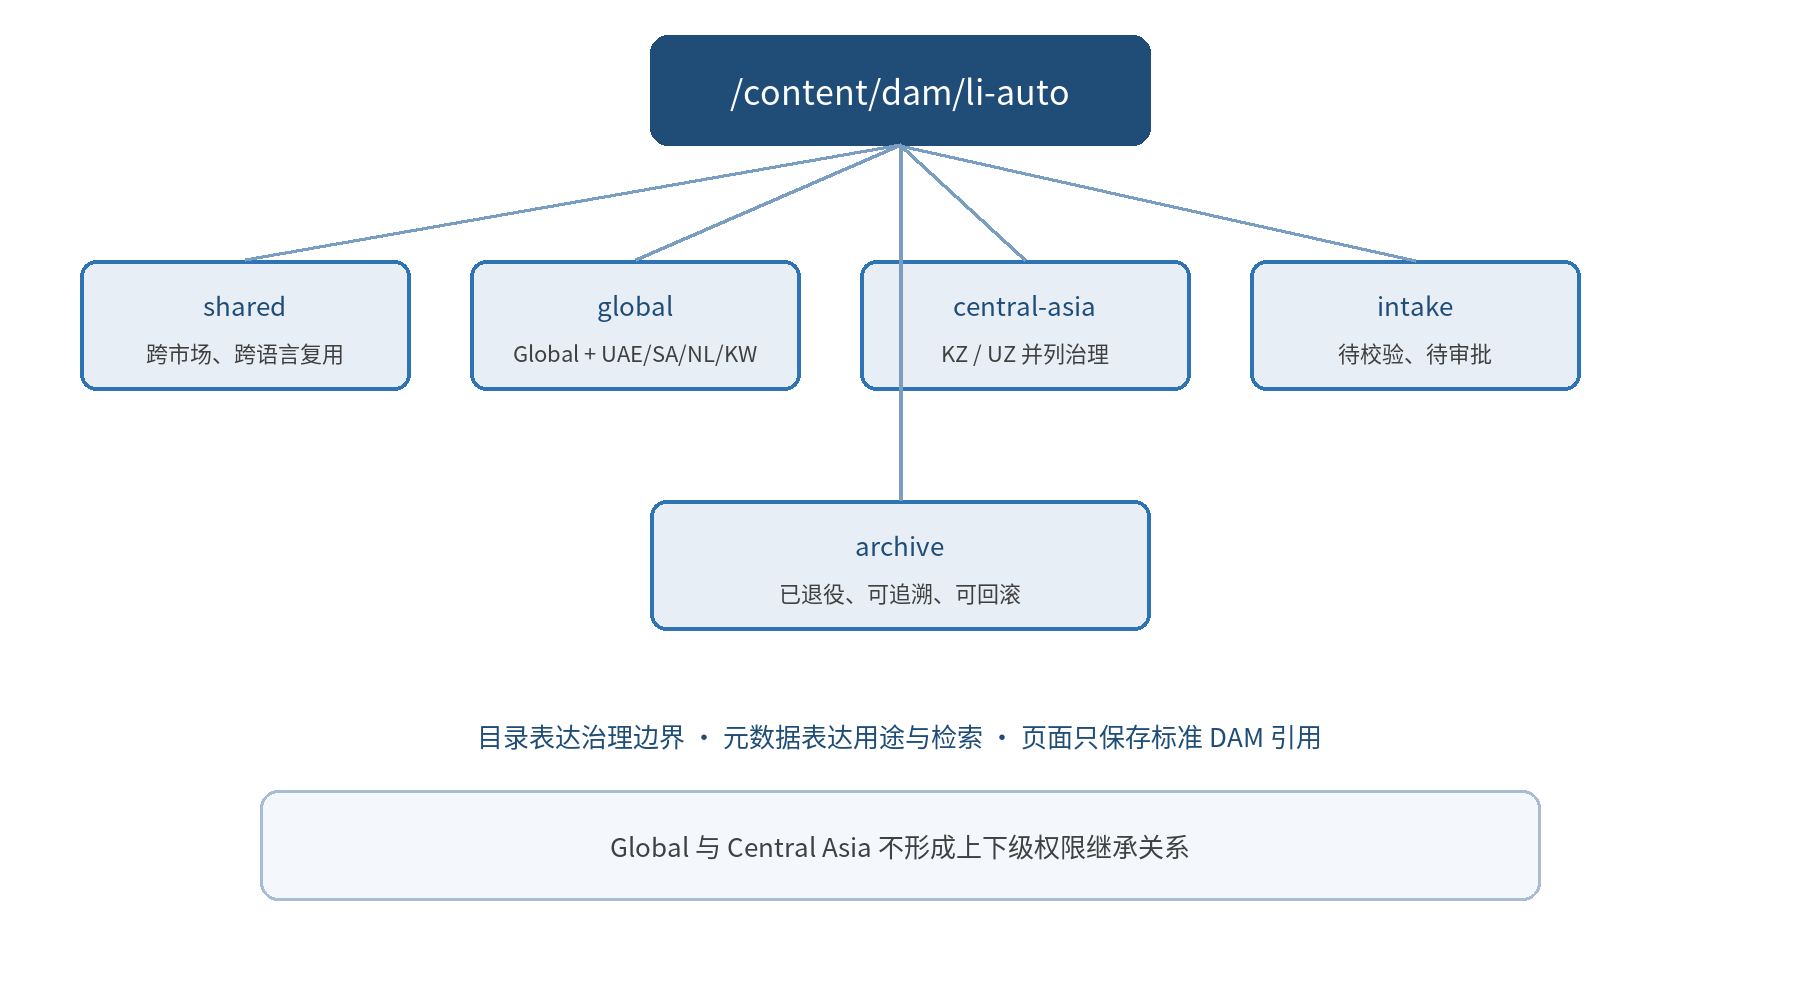 /content/dam/li-auto
shared
跨市场、跨语言复用
global
Global + UAE/SA/NL/KW
central-asia
KZ / UZ 并列治理
intake
待校验、待审批
archive
已退役、可追溯、可回滚
目录表达治理边界 · 元数据表达用途与检索 · 页面只保存标准 DAM 引用
Global 与 Central Asia 不形成上下级权限继承关系